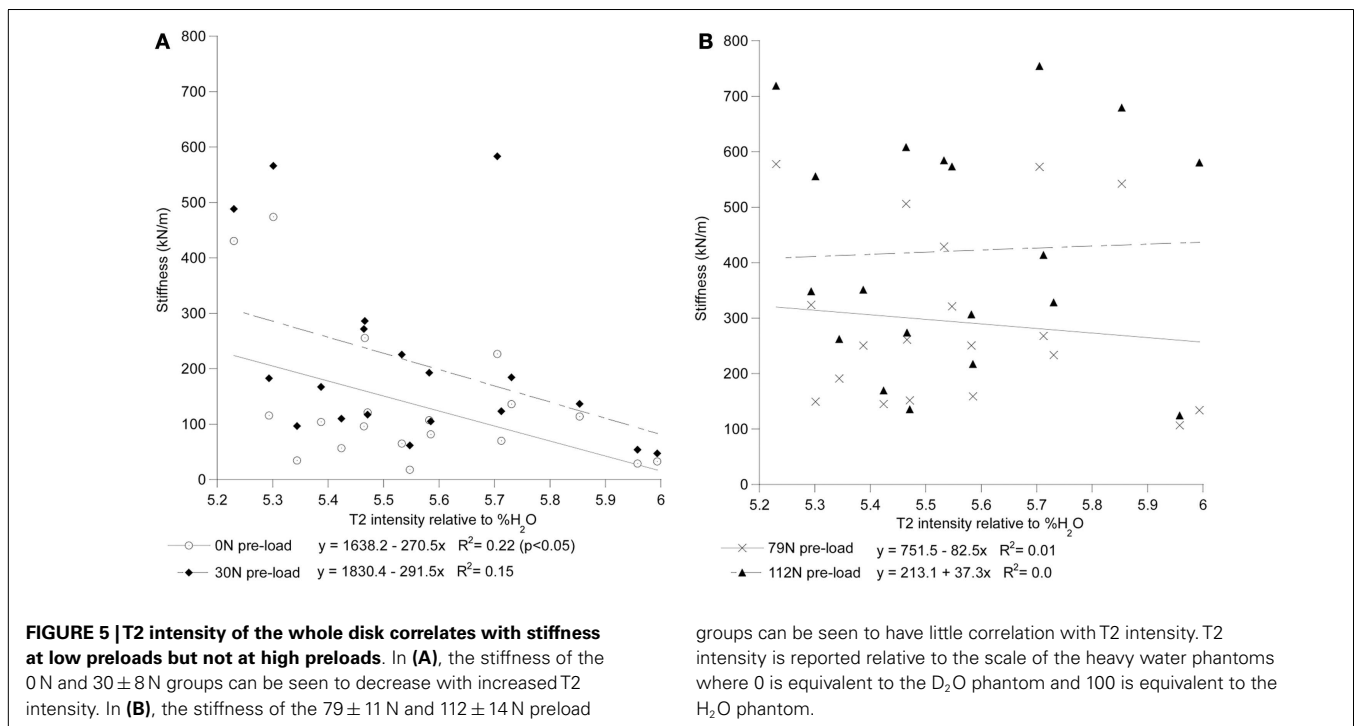 A
800
700
600
500
400
300
200
100
0
Stiffness (kN/m)
5.2 5.3 5.4 5.5 5.6 5.7 5.8 5.9 6
T2 intensity relative to %H₂O
0N pre-load y = 1638.2 - 270.5x R²= 0.22 (p<0.05)
30N pre-load y = 1830.4 - 291.5x R²= 0.15
B
800
700
600
500
400
300
200
100
0
Stiffness (kN/m)
5.2 5.3 5.4 5.5 5.6 5.7 5.8 5.9 6
T2 intensity relative to %H₂O
79N pre-load y = 751.5 - 82.5x R²= 0.01
112N pre-load y = 213.1 + 37.3x R²= 0.0
FIGURE 5 | T2 intensity of the whole disk correlates with stiffness
at low preloads but not at high preloads. In (A), the stiffness of the
0 N and 30 ± 8 N groups can be seen to decrease with increased T2
intensity. In (B), the stiffness of the 79 ± 11 N and 112 ± 14 N preload
groups can be seen to have little correlation with T2 intensity. T2
intensity is reported relative to the scale of the heavy water phantoms
where 0 is equivalent to the D₂O phantom and 100 is equivalent to the
H₂O phantom.